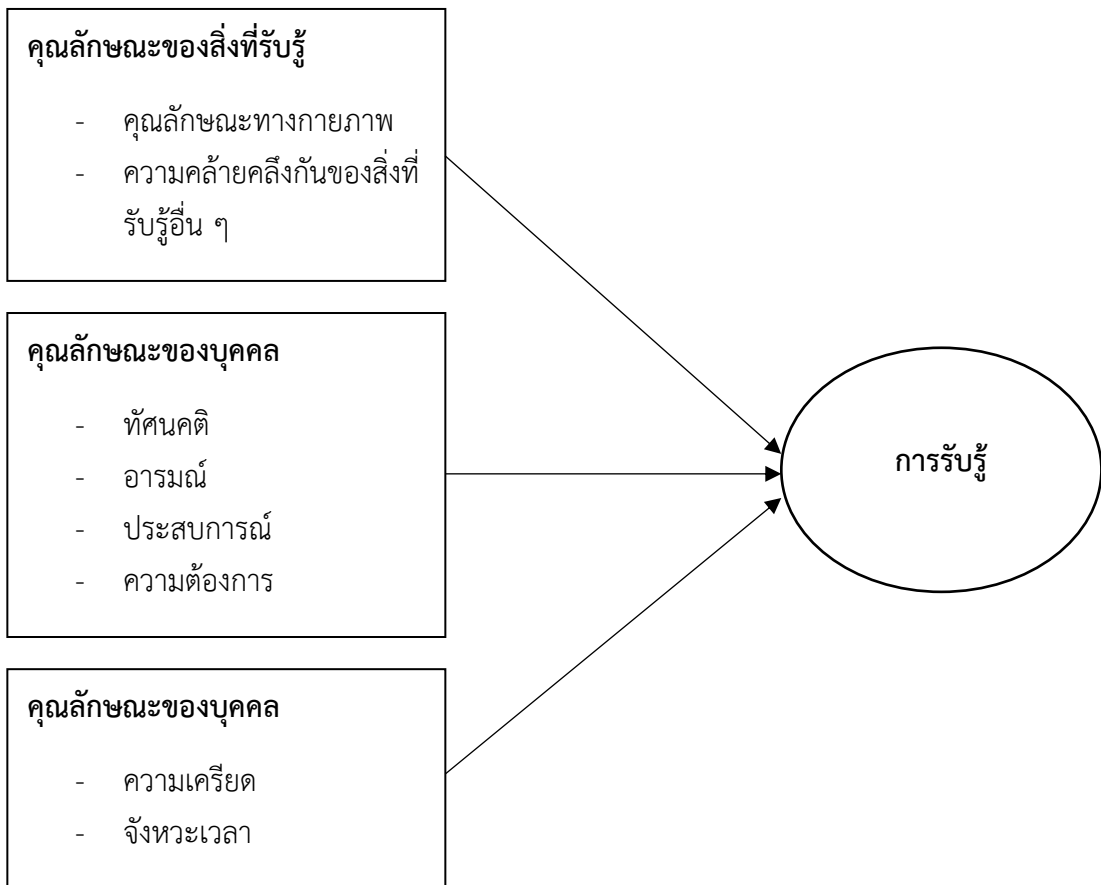 คุณลักษณะของสิ่งที่รับรู้
- คุณลักษณะทางกายภาพ
- ความคล้ายคลึงกันของสิ่งที่
รับรู้อื่น ๆ
คุณลักษณะของบุคคล
- ทัศนคติ
- อารมณ์
- ประสบการณ์
- ความต้องการ
คุณลักษณะของบุคคล
- ความเครียด
- จังหวะเวลา
การรับรู้